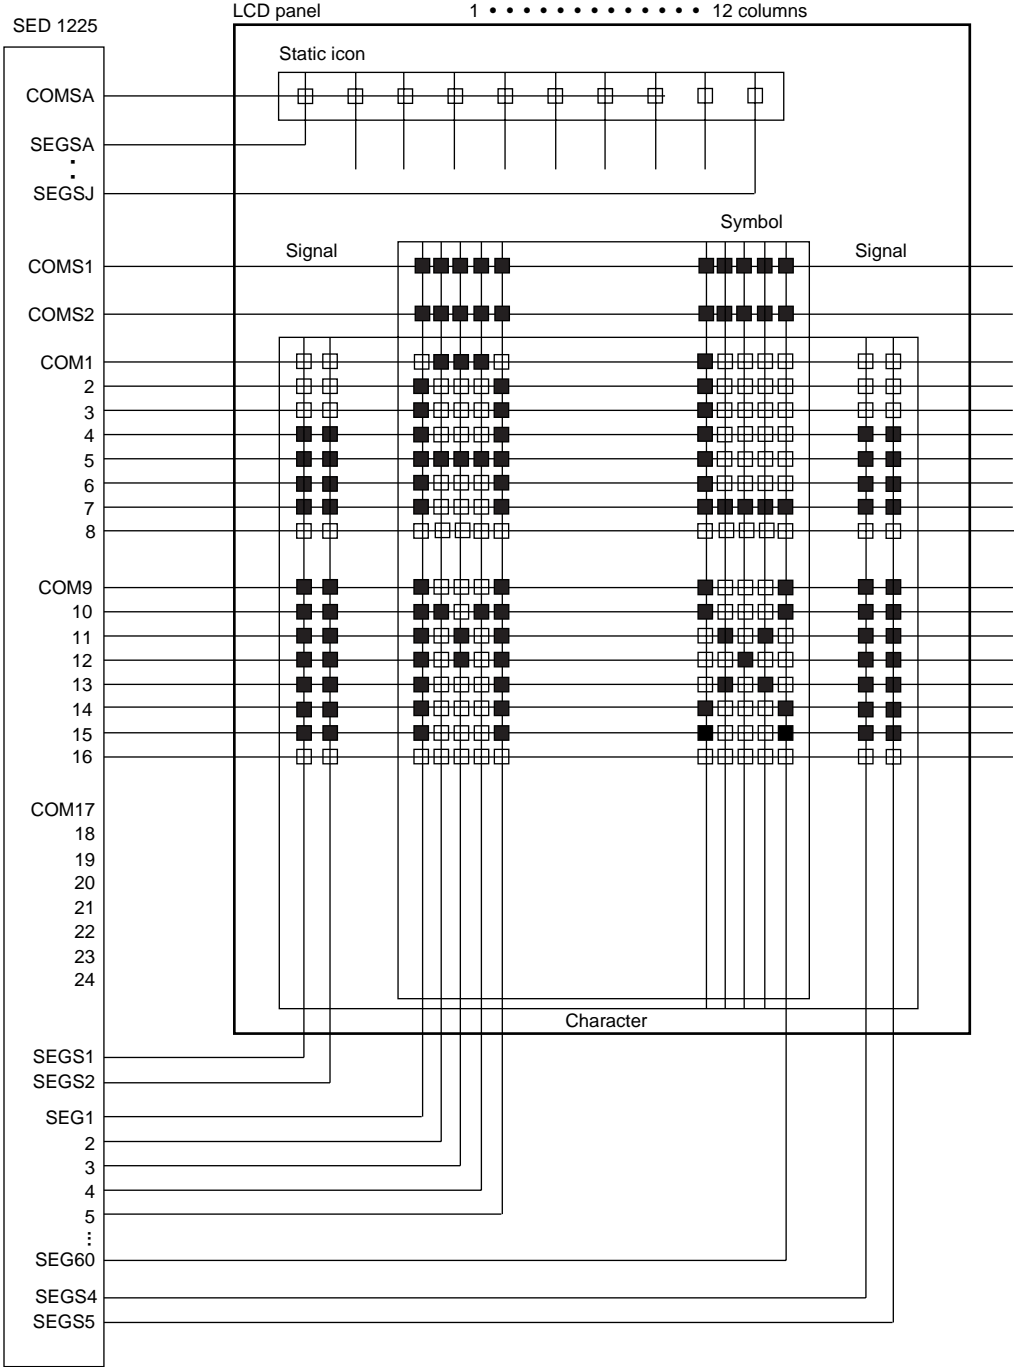 LCD panel 1 • • • • • • • • • • • • 12 columns
SED 1225
Static icon
COMSA
SEGSA
:
SEGSJ
Symbol
Signal Signal
COMS1
COMS2
COM1
2
3
4
5
6
7
8
COM9
10
11
12
13
14
15
16
COM17
18
19
20
21
22
23
24
Character
SEGS1
SEGS2
SEG1
2
3
4
5
⋮
SEG60
SEGS4
SEGS5